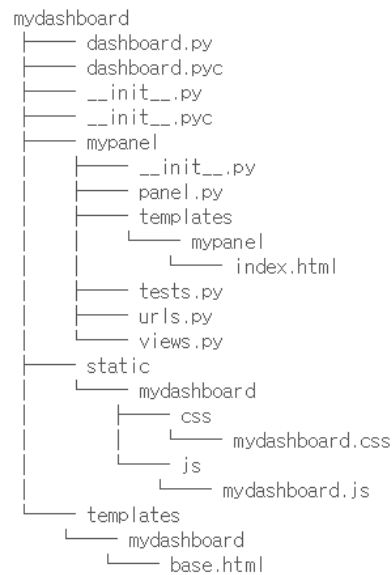 mydashboard
├── dashboard.py
├── dashboard.pyc
├── __init__.py
├── __init__.pyc
├── mypanel
│   ├── __init__.py
│   ├── panel.py
│   ├── templates
│   │   └── mypanel
│   │       └── index.html
│   ├── tests.py
│   ├── urls.py
│   └── views.py
├── static
│   └── mydashboard
│       ├── css
│       │   └── mydashboard.css
│       └── js
│           └── mydashboard.js
└── templates
    └── mydashboard
        └── base.html